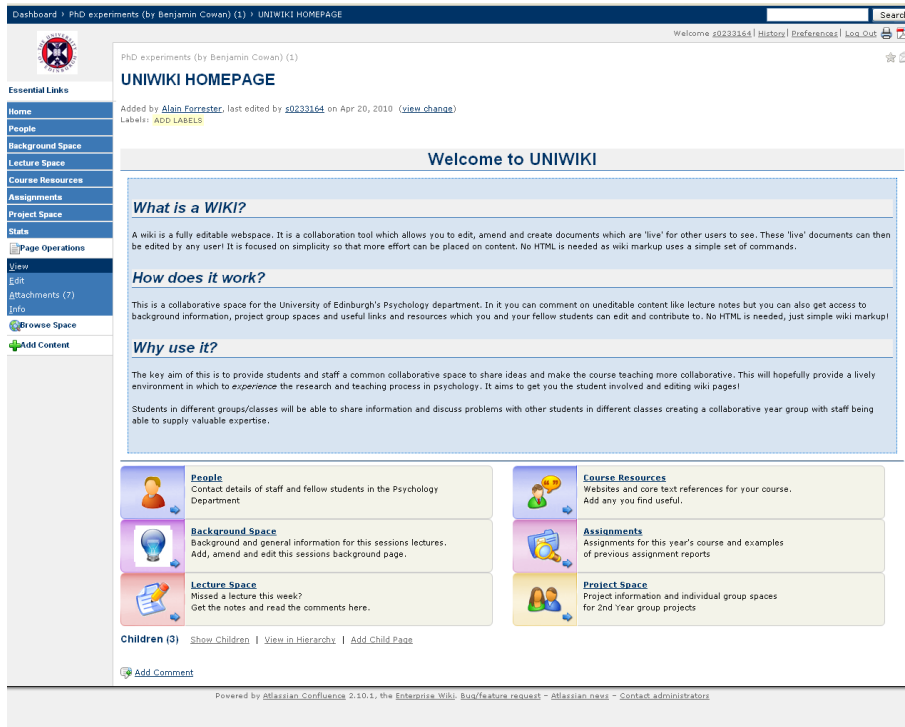 Dashboard › PhD experiments (by Benjamin Cowan) (1) › UNIWIKI HOMEPAGE
Search
Welcome s0233164 | History | Preferences | Log Out
Essential Links
Home
People
Background Space
Lecture Space
Course Resources
Assignments
Project Space
Stats
Page Operations
View
Edit
Attachments (7)
Info
Browse Space
Add Content
PhD experiments (by Benjamin Cowan) (1)
UNIWIKI HOMEPAGE
Added by Alain Forrester, last edited by s0233164 on Apr 20, 2010 (view change)
Labels: ADD LABELS
Welcome to UNIWIKI
What is a WIKI?
A wiki is a fully editable webspace. It is a collaboration tool which allows you to edit, amend and create documents which are 'live' for other users to see. These 'live' documents can then
be edited by any user! It is focused on simplicity so that more effort can be placed on content. No HTML is needed as wiki markup uses a simple set of commands.
How does it work?
This is a collaborative space for the University of Edinburgh's Psychology department. In it you can comment on uneditable content like lecture notes but you can also get access to
background information, project group spaces and useful links and resources which you and your fellow students can edit and contribute to. No HTML is needed, just simple wiki markup!
Why use it?
The key aim of this is to provide students and staff a common collaborative space to share ideas and make the course teaching more collaborative. This will hopefully provide a lively
environment in which to experience the research and teaching process in psychology. It aims to get you the student involved and editing wiki pages!
Students in different groups/classes will be able to share information and discuss problems with other students in different classes creating a collaborative year group with staff being
able to supply valuable expertise.
People
Contact details of staff and fellow students in the Psychology
Department
Course Resources
Websites and core text references for your course.
Add any you find useful.
Background Space
Background and general information for this sessions lectures.
Add, amend and edit this sessions background page.
Assignments
Assignments for this year's course and examples
of previous assignment reports
Lecture Space
Missed a lecture this week?
Get the notes and read the comments here.
Project Space
Project information and individual group spaces
for 2nd Year group projects
Children (3) Show Children | View in Hierarchy | Add Child Page
Add Comment
Powered by Atlassian Confluence 2.10.1, the Enterprise Wiki. Bug/feature request – Atlassian news – Contact administrators